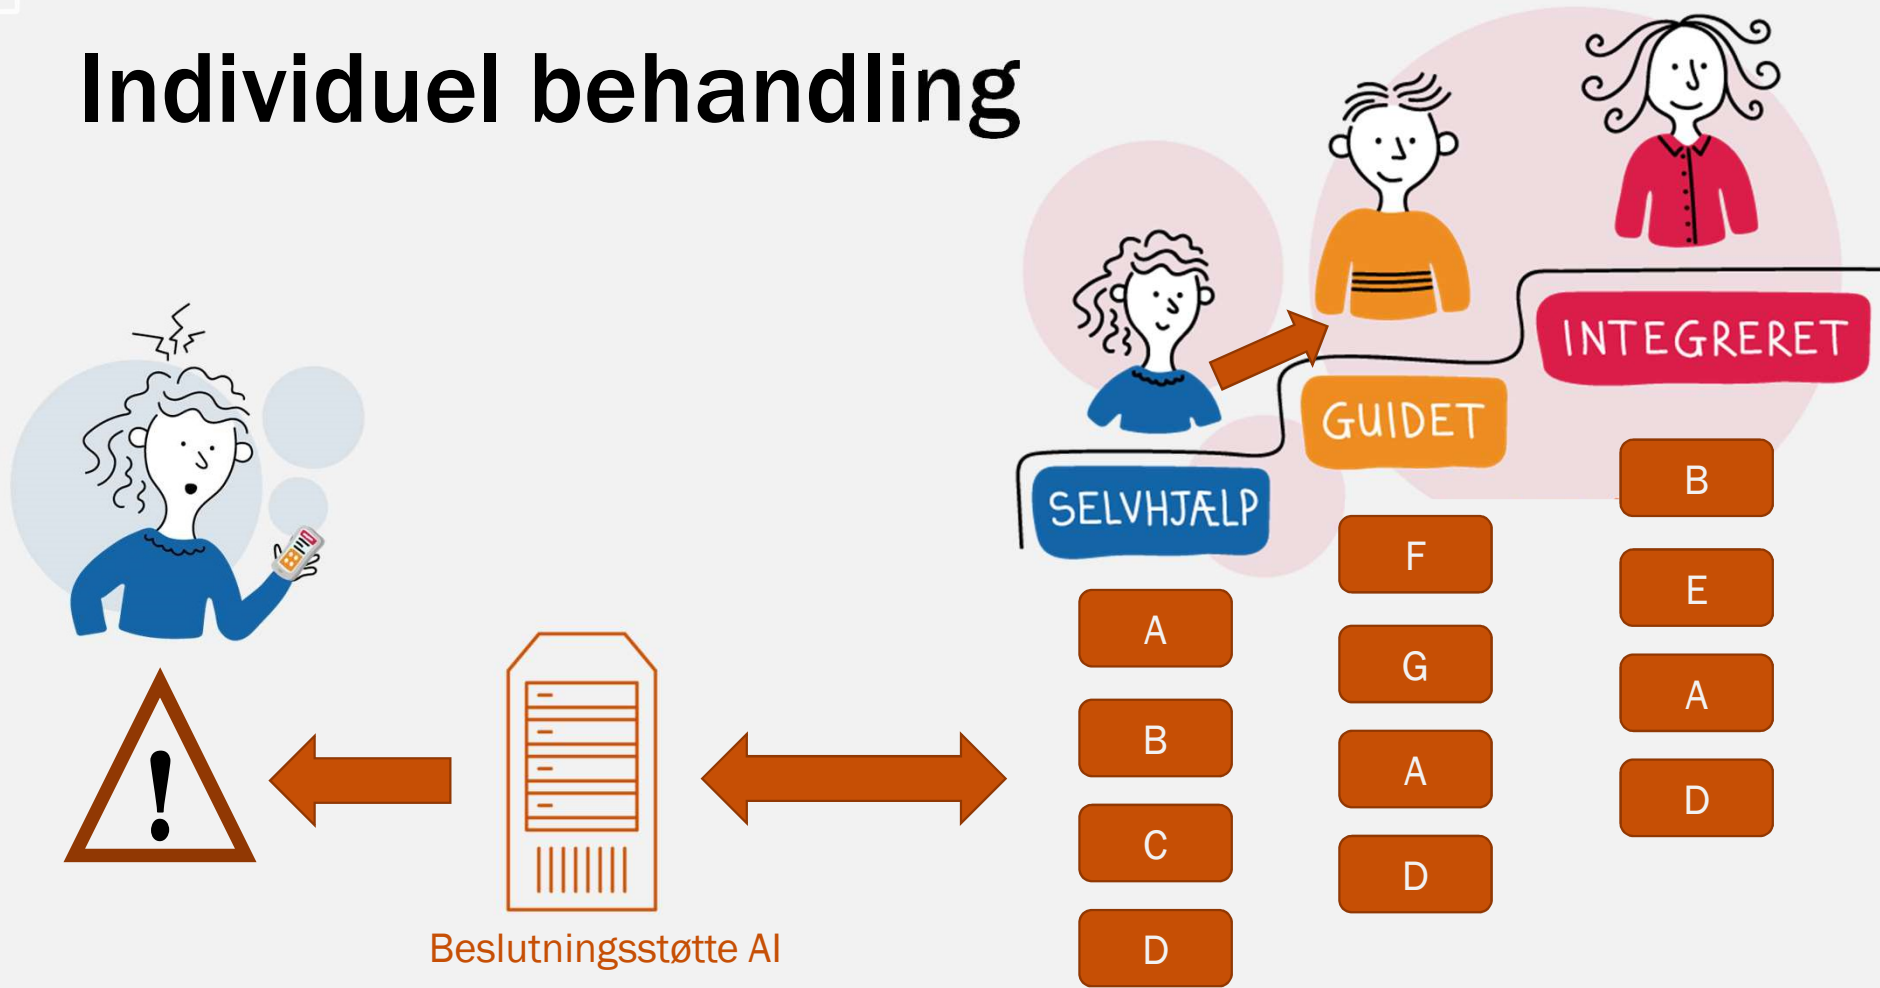 Individuel behandling
INTEGRERET
GUIDET
SELVHJÆLP
A
B
C
D
F
G
A
D
B
E
A
D
!
Beslutningsstøtte AI